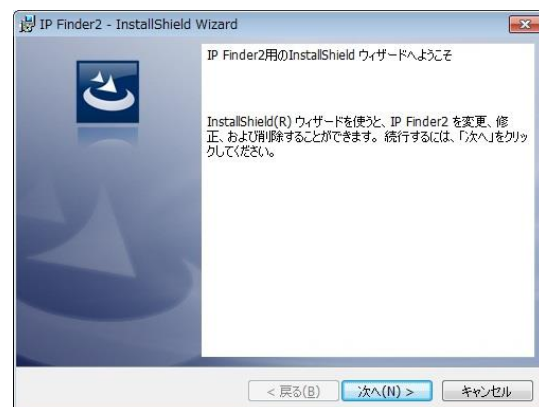 IP Finder2 - InstallShield Wizard
IP Finder2用のInstallShield ウィザードへようこそ
InstallShield(R) ウィザードを使うと、IP Finder2 を変更、修
正、および削除することができます。続行するには、「次へ」をクリッ
クしてください。
< 戻る(B)
次へ(N) >
キャンセル